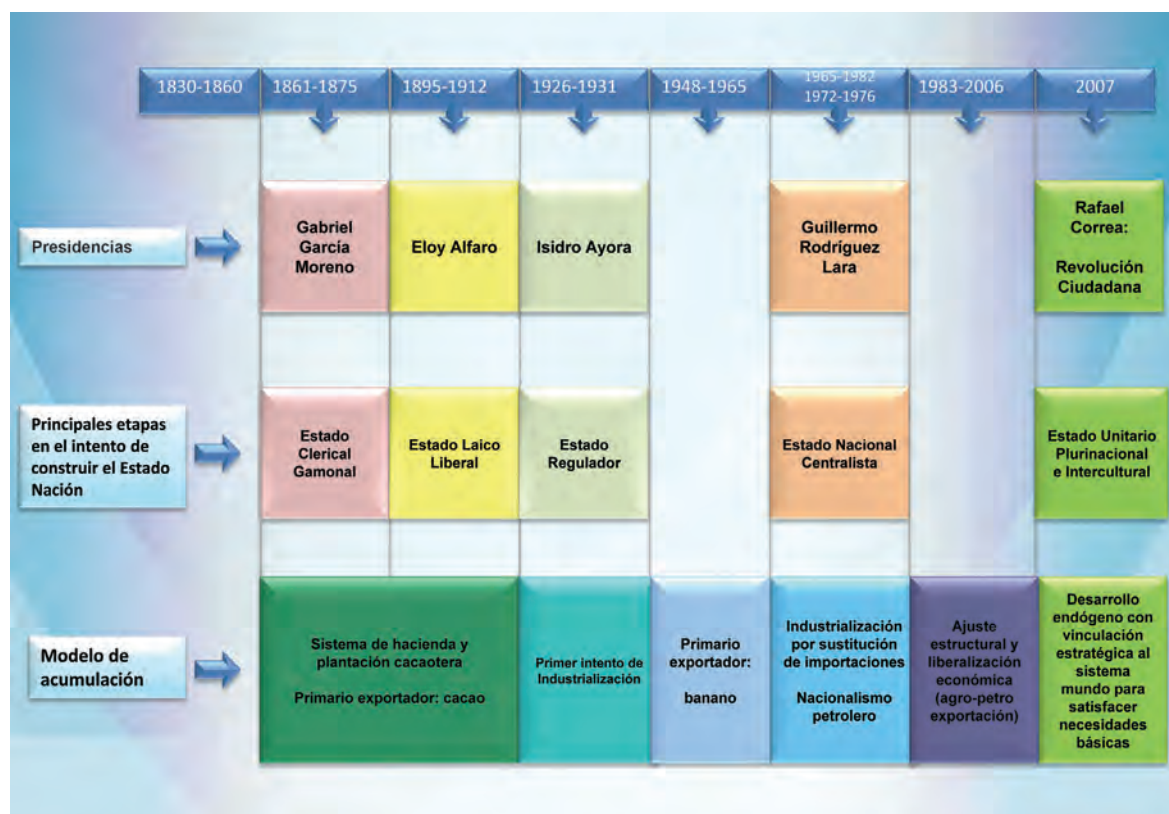 1830-1860
1861-1875
1895-1912
1926-1931
1948-1965
1965-1982
1972-1976
1983-2006
2007
Presidencias
Gabriel
García
Moreno
Eloy Alfaro
Isidro Ayora
Guillermo
Rodríguez
Lara
Rafael
Correa:
Revolución
Ciudadana
Principales etapas
en el intento de
construir el Estado
Nación
Estado
Clerical
Gamonal
Estado Laico
Liberal
Estado
Regulador
Estado Nacional
Centralista
Estado Unitario
Plurinacional
e Intercultural
Modelo de
acumulación
Sistema de hacienda y
plantación cacaotera
Primario exportador: cacao
Primer intento de
Industrialización
Primario
exportador:
banano
Industrialización
por sustitución
de importaciones
Nacionalismo
petrolero
Ajuste
estructural y
liberalización
económica
(agro-petro
exportación)
Desarrollo
endógeno con
vinculación
estratégica al
sistema
mundo para
satisfacer
necesidades
básicas